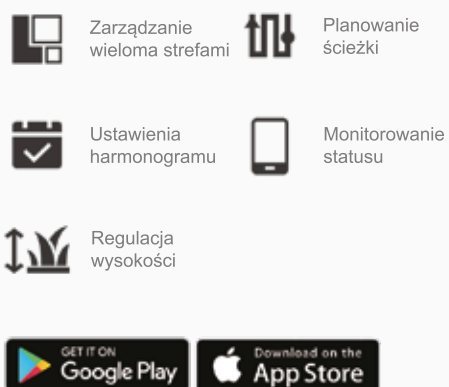 Zarządzanie
wieloma strefami
Planowanie
ścieżki
Ustawienia
harmonogramu
Monitorowanie
statusu
Regulacja
wysokości
GET IT ON
Google Play
Download on the
App Store